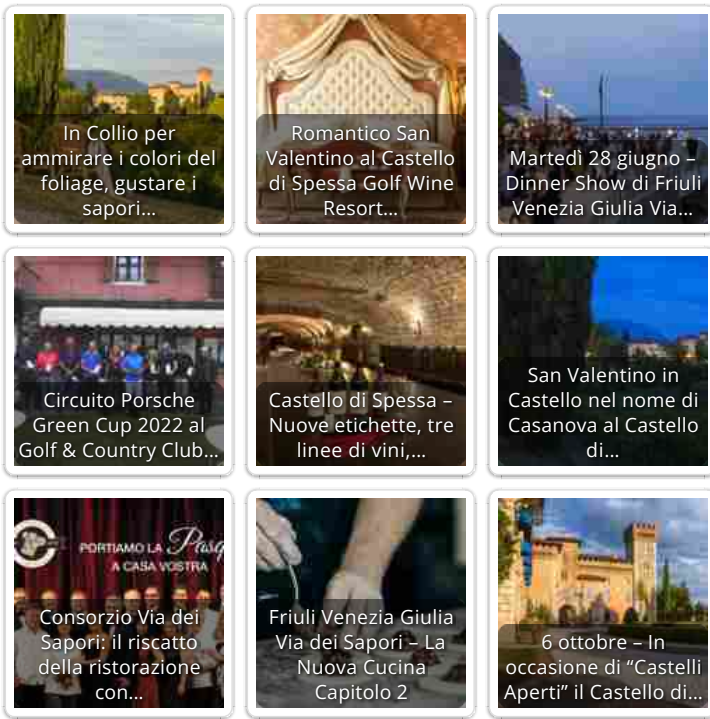 In Collio per
ammirare i colori del
foliage, gustare i
sapori...
Romantico San
Valentino al Castello
di Spessa Golf Wine
Resort...
Martedì 28 giugno –
Dinner Show di Friuli
Venezia Giulia Via...
Circuito Porsche
Green Cup 2022 al
Golf & Country Club...
Castello di Spessa –
Nuove etichette, tre
linee di vini,...
San Valentino in
Castello nel nome di
Casanova al Castello
di...
PORTIAMO LA
A CASA VOSTRA
Consorzio Via dei
Sapori: il riscatto
della ristorazione
con...
Friuli Venezia Giulia
Via dei Sapori – La
Nuova Cucina
Capitolo 2
6 ottobre – In
occasione di “Castelli
Aperti” il Castello di...